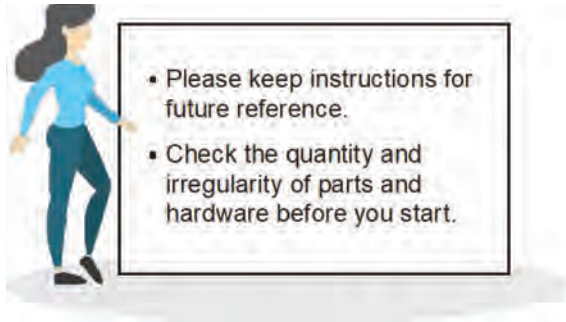 • Please keep instructions for
future reference.
• Check the quantity and
irregularity of parts and
hardware before you start.